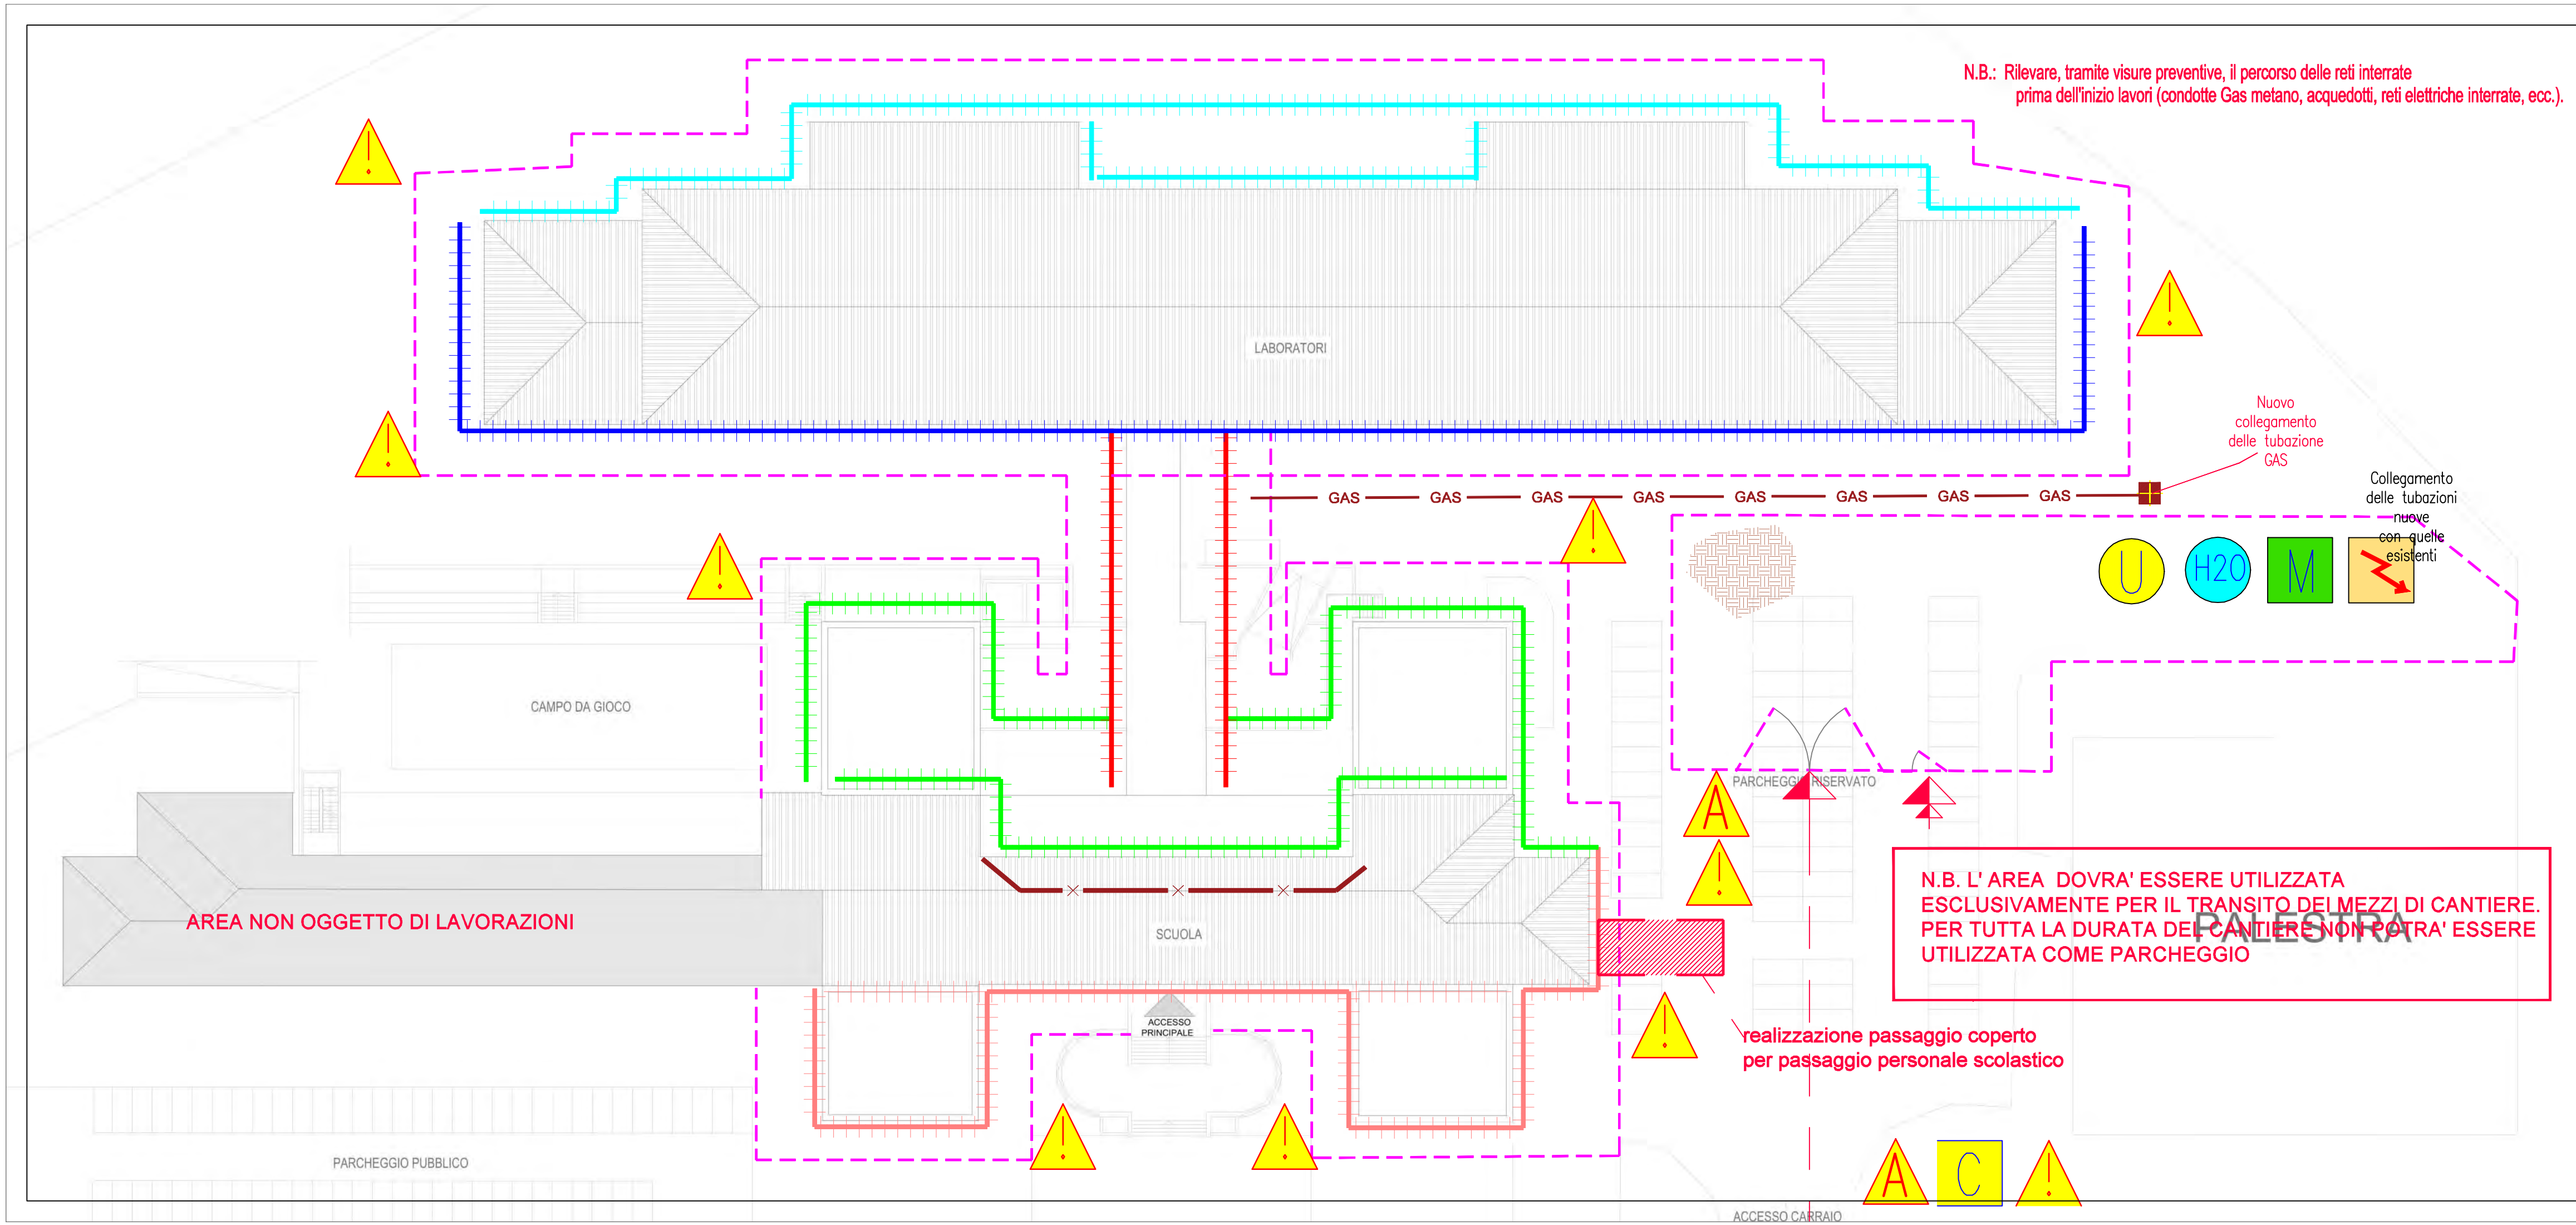 N.B.: Rilevare, tramite visure preventive, il percorso delle reti interrate
prima dell'inizio lavori (condotte Gas metano, acquedotti, reti elettriche interrate, ecc.).
LABORATORI
Nuovo
collegamento
delle tubazione
GAS
GAS GAS GAS GAS GAS GAS GAS GAS
Collegamento
delle tubazioni
nuove
con quelle
esistenti
U
H2O
M
CAMPO DA GIOCO
PARCHEGGIO RISERVATO
A
AREA NON OGGETTO DI LAVORAZIONI
SCUOLA
N.B. L' AREA DOVRA' ESSERE UTILIZZATA
ESCLUSIVAMENTE PER IL TRANSITO DEI MEZZI DI CANTIERE.
PER TUTTA LA DURATA DEL CANTIERE NON POTRA' ESSERE
UTILIZZATA COME PARCHEGGIO
PALESTRA
ACCESSO
PRINCIPALE
realizzazione passaggio coperto
per passaggio personale scolastico
PARCHEGGIO PUBBLICO
A
C
ACCESSO CARRAIO